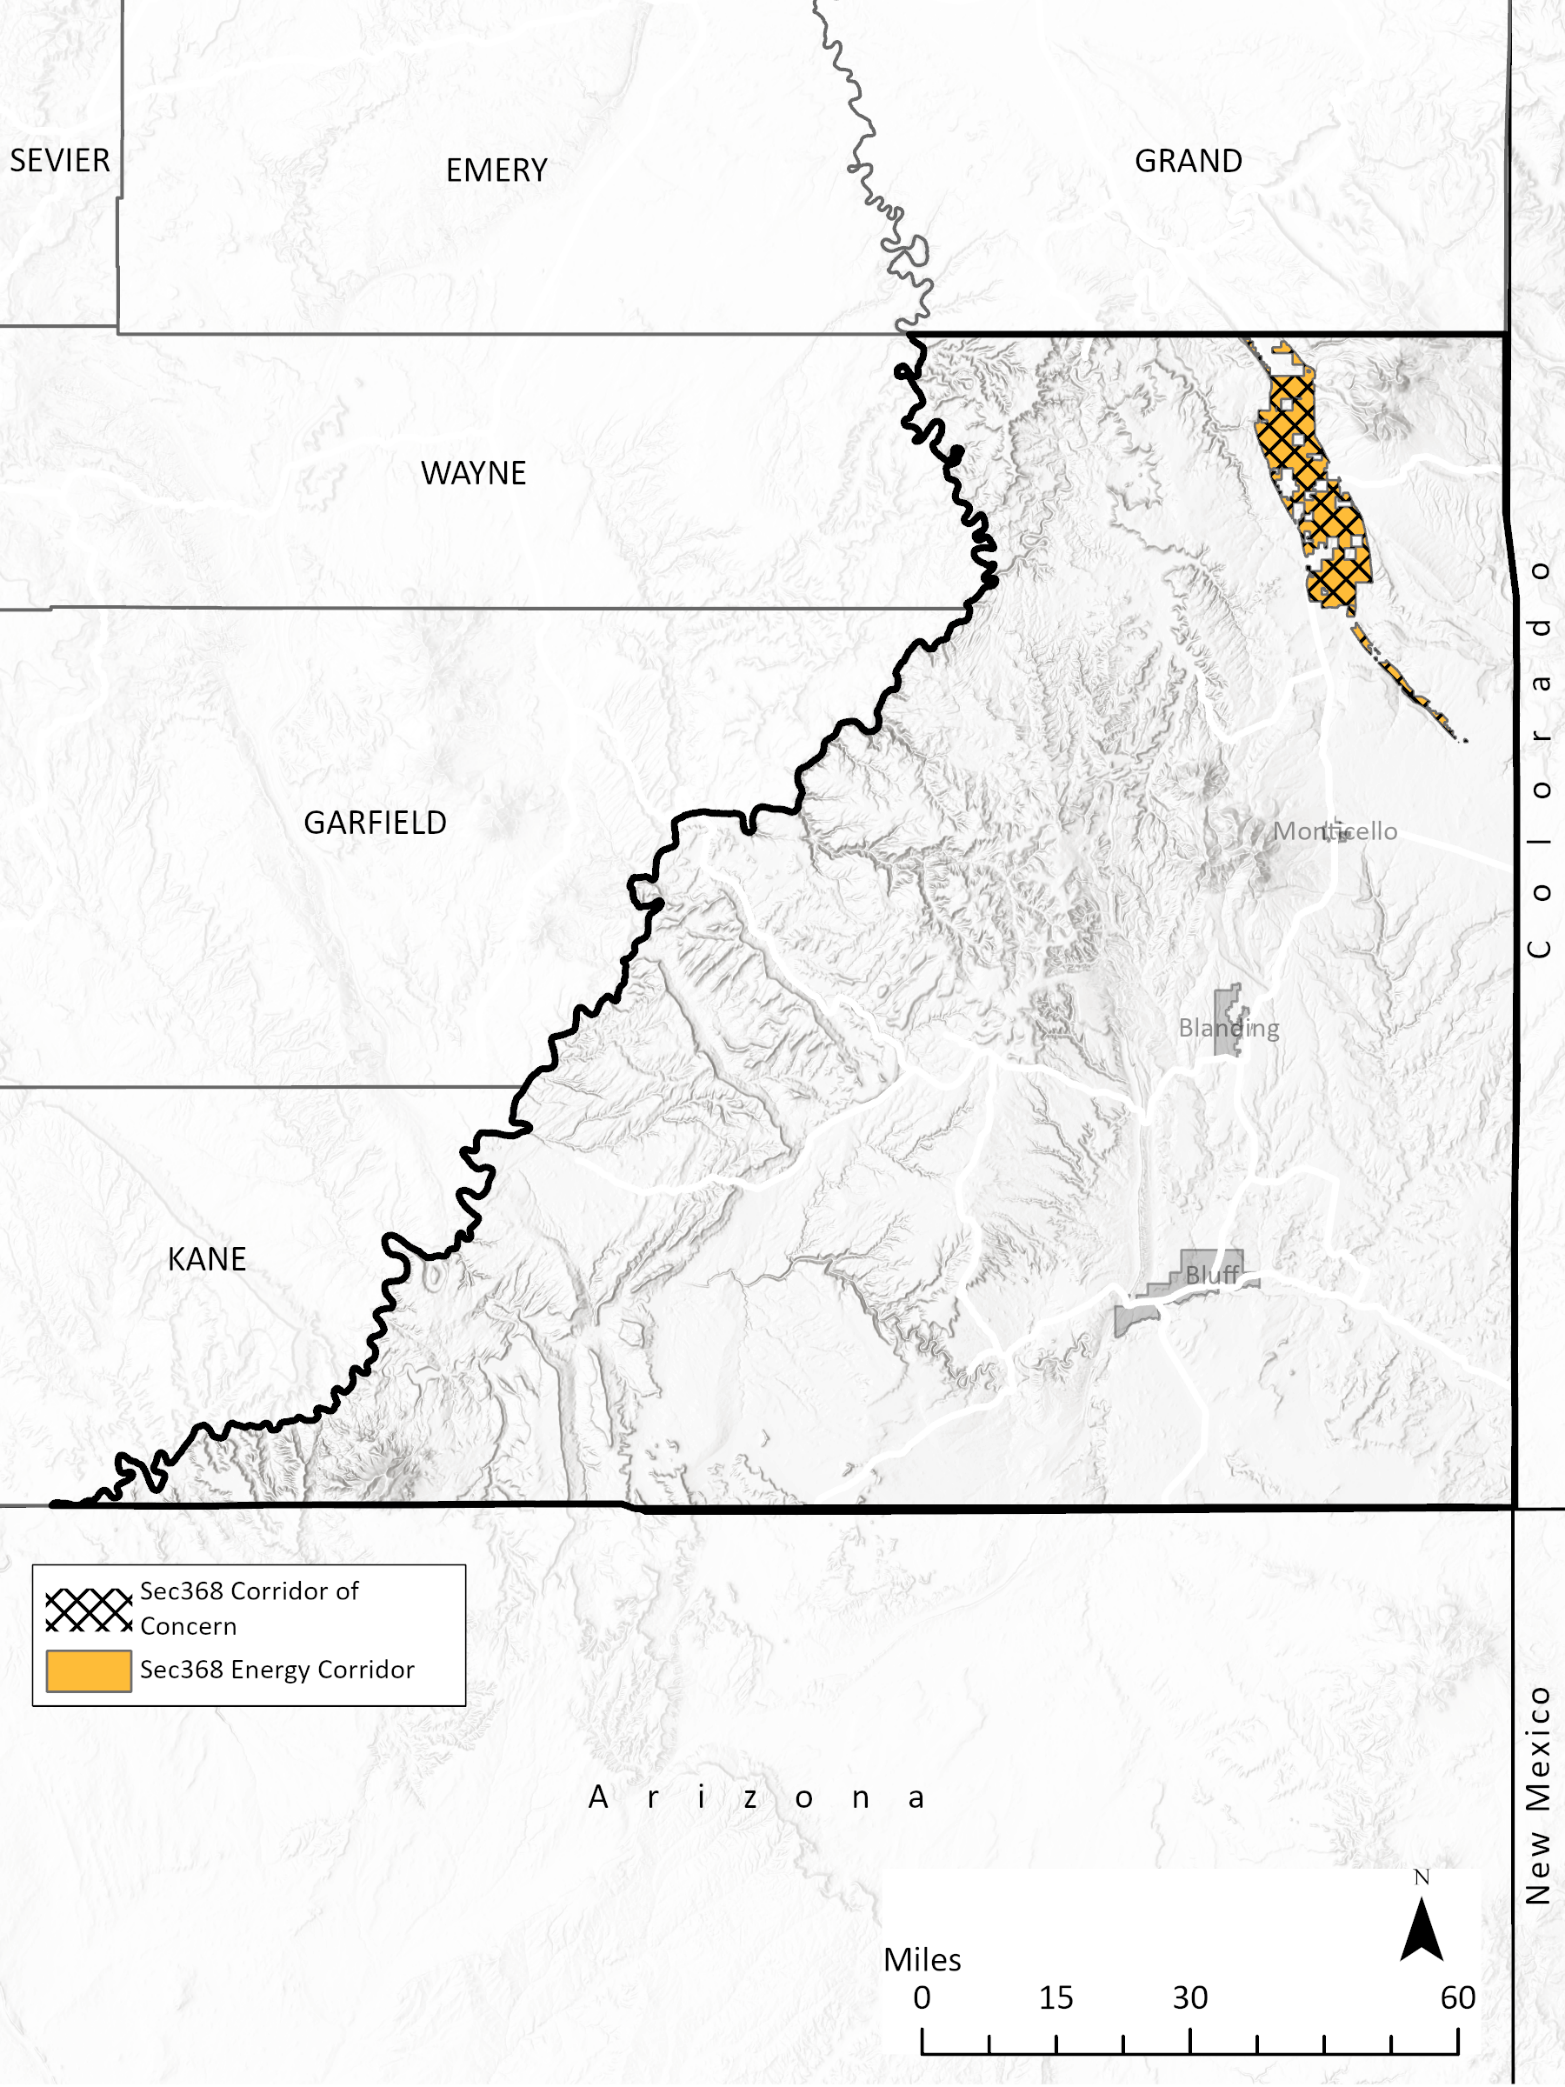 SEVIER
EMERY
GRAND
WAYNE
Colorado
GARFIELD
Monticello
Blanding
KANE
Bluff
Sec368 Corridor of
Concern
Sec368 Energy Corridor
New Mexico
Arizona
N
Miles
0 15 30 60